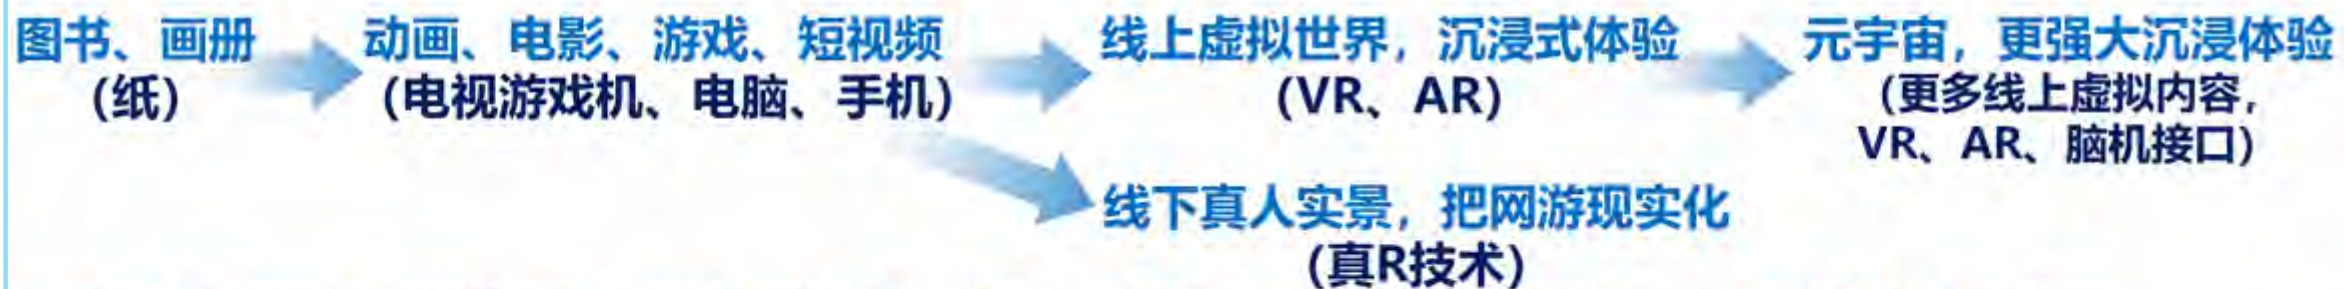 图书、画册
(纸)
动画、电影、游戏、短视频
(电视游戏机、电脑、手机)
线上虚拟世界，沉浸式体验
(VR、AR)
元宇宙，更强大沉浸体验
(更多线上虚拟内容，
VR、AR、脑机接口)
线下真人实景，把网游现实化
(真R技术)